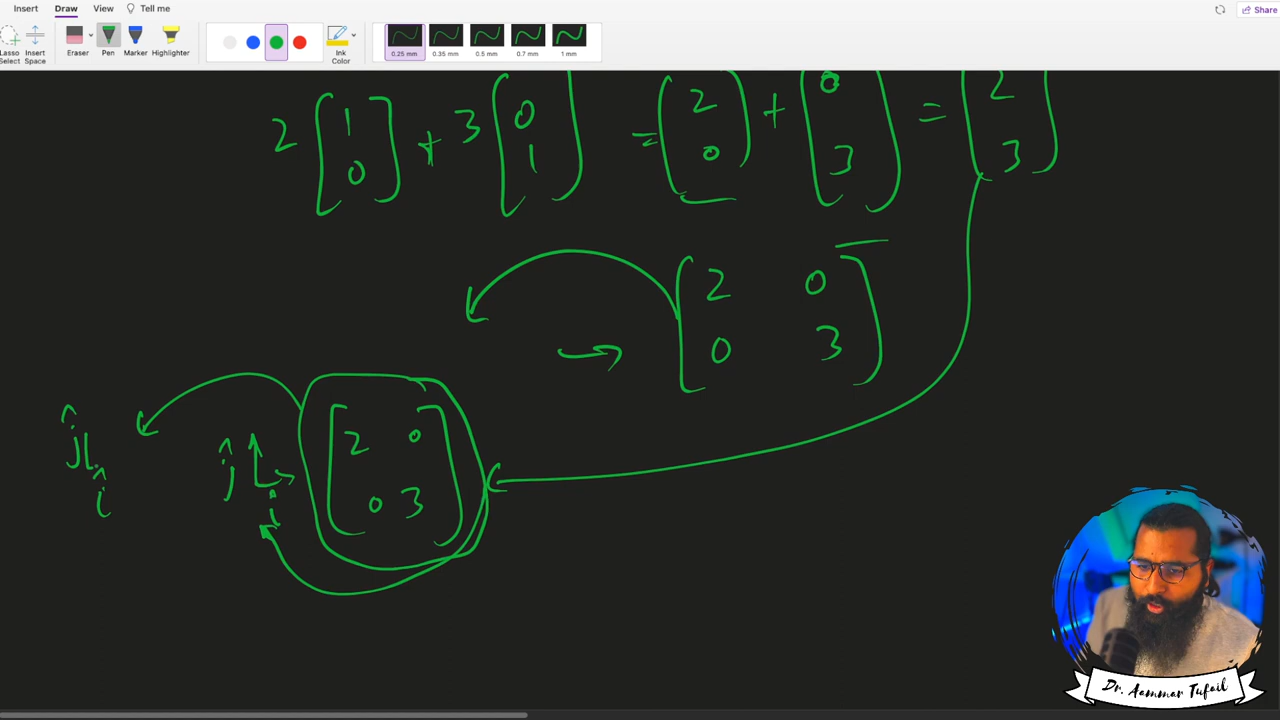 Insert Draw View Tell me Share
Lasso Select Insert Space Eraser Pen Marker Highlighter Ink Color 0.25 mm 0.35 mm 0.5 mm 0.7 mm 1 mm
2 [1 0] + 3 [0 1] = [2 0] + [0 3] = [2 3]
→ [2 0
0 3]
ĵ î
ĵ î [2 0
0 3]
Dr. Aammar Tufail